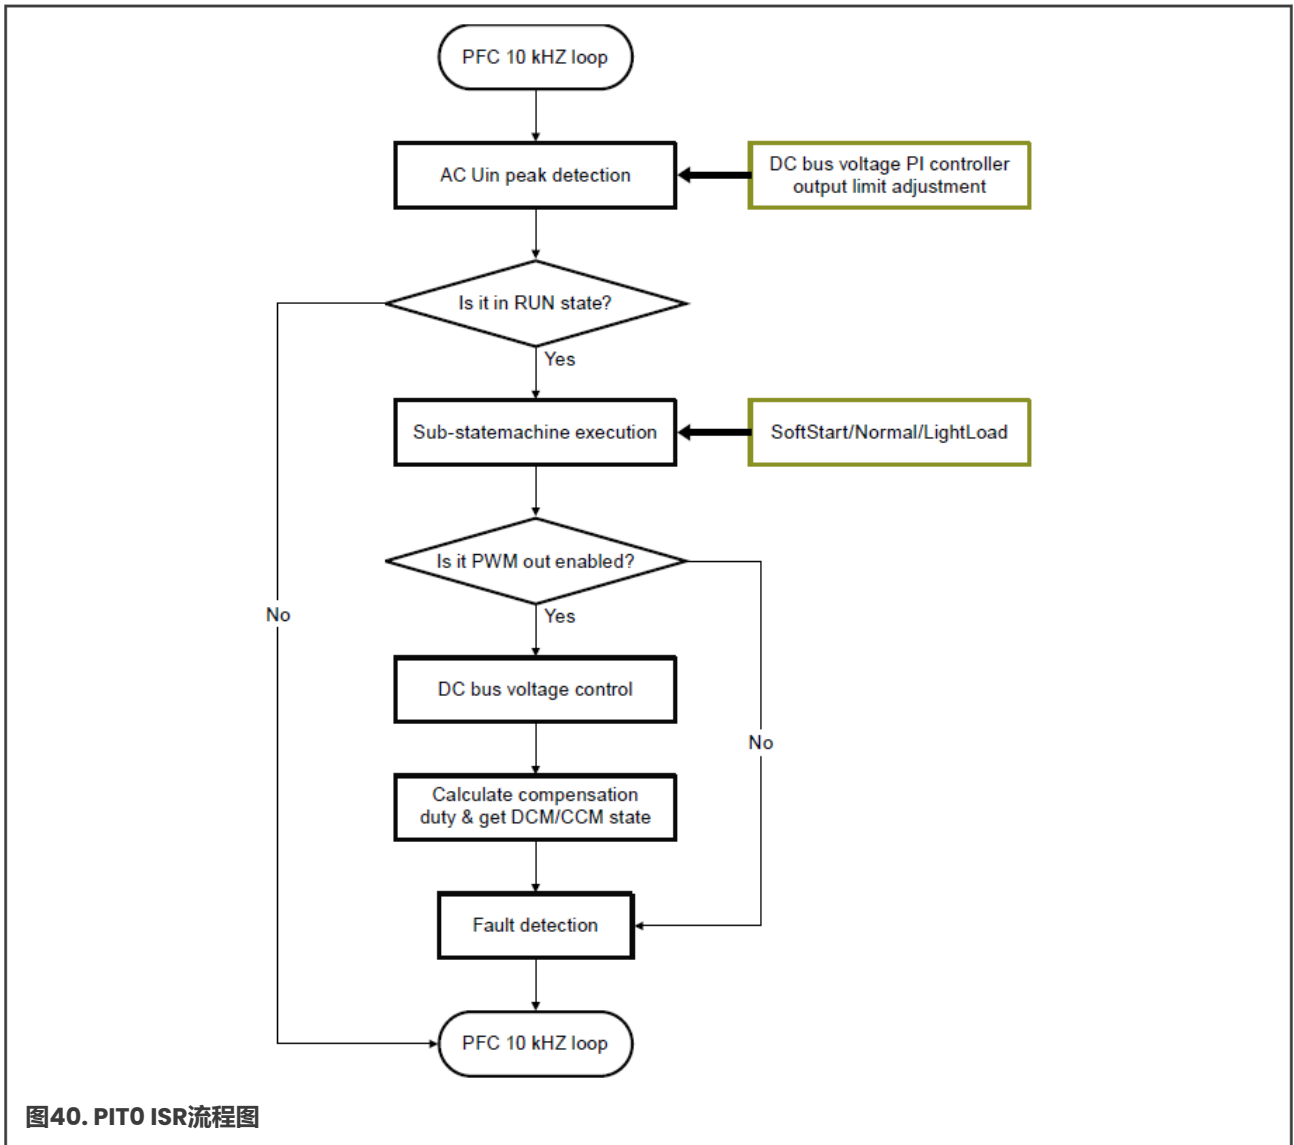 PFC 10 kHZ loop
AC Uin peak detection
DC bus voltage PI controller
output limit adjustment
Is it in RUN state?
Yes
Sub-statemachine execution
SoftStart/Normal/LightLoad
Is it PWM out enabled?
No
Yes
DC bus voltage control
No
Calculate compensation
duty & get DCM/CCM state
Fault detection
PFC 10 kHZ loop
图40. PIT0 ISR流程图